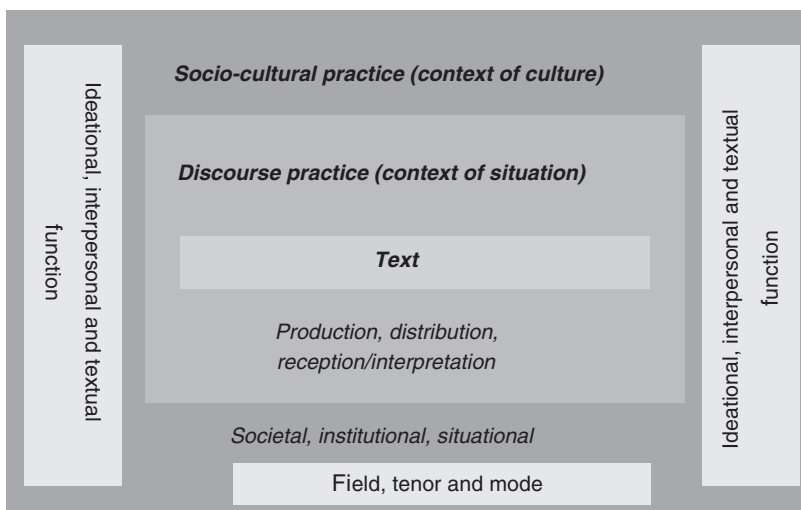 Socio-cultural practice (context of culture)
Ideational, interpersonal and textual
function
Discourse practice (context of situation)
Text
Production, distribution,
reception/interpretation
Societal, institutional, situational
Field, tenor and mode
Ideational, interpersonal and textual
function